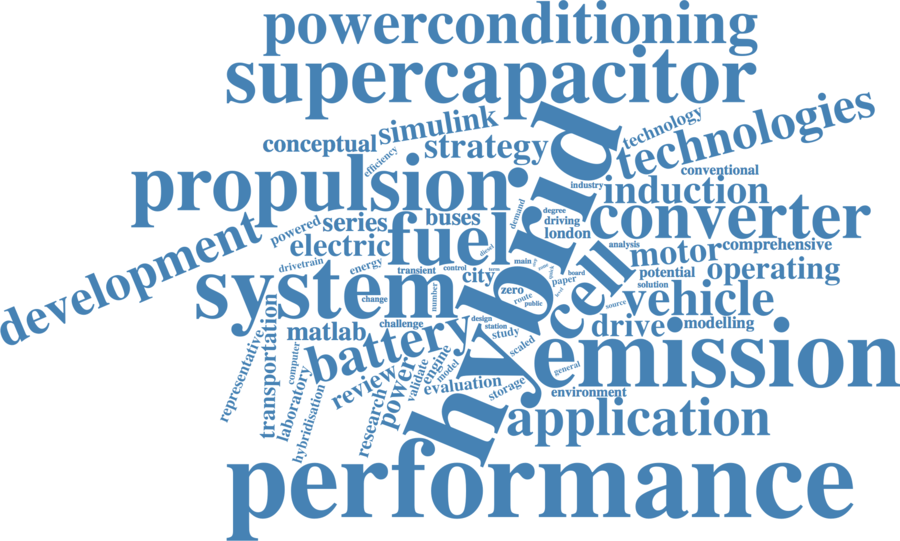 powerconditioning
supercapacitor
technologies
technology
simulink
conceptual
strategy
efficiency
hybrid
conventional
propulsion
industry
induction
converter
development
powered
series
buses
demand
degree
driving
london
electric
fuel
diesel
analysis
motor
comprehensive
drivetrain
energy
transient
control
term
main
cell
potential
operating
system
city
zero
board
paper
solution
change
number
route
public
level
source
vehicle
transportation
matlab
challenge
design
station
study
drive
modelling
representative
computer
battery
scaled
emission
laboratory
hybridisation
review
power
validate
engine
model
evaluation
storage
general
environment
research
application
performance